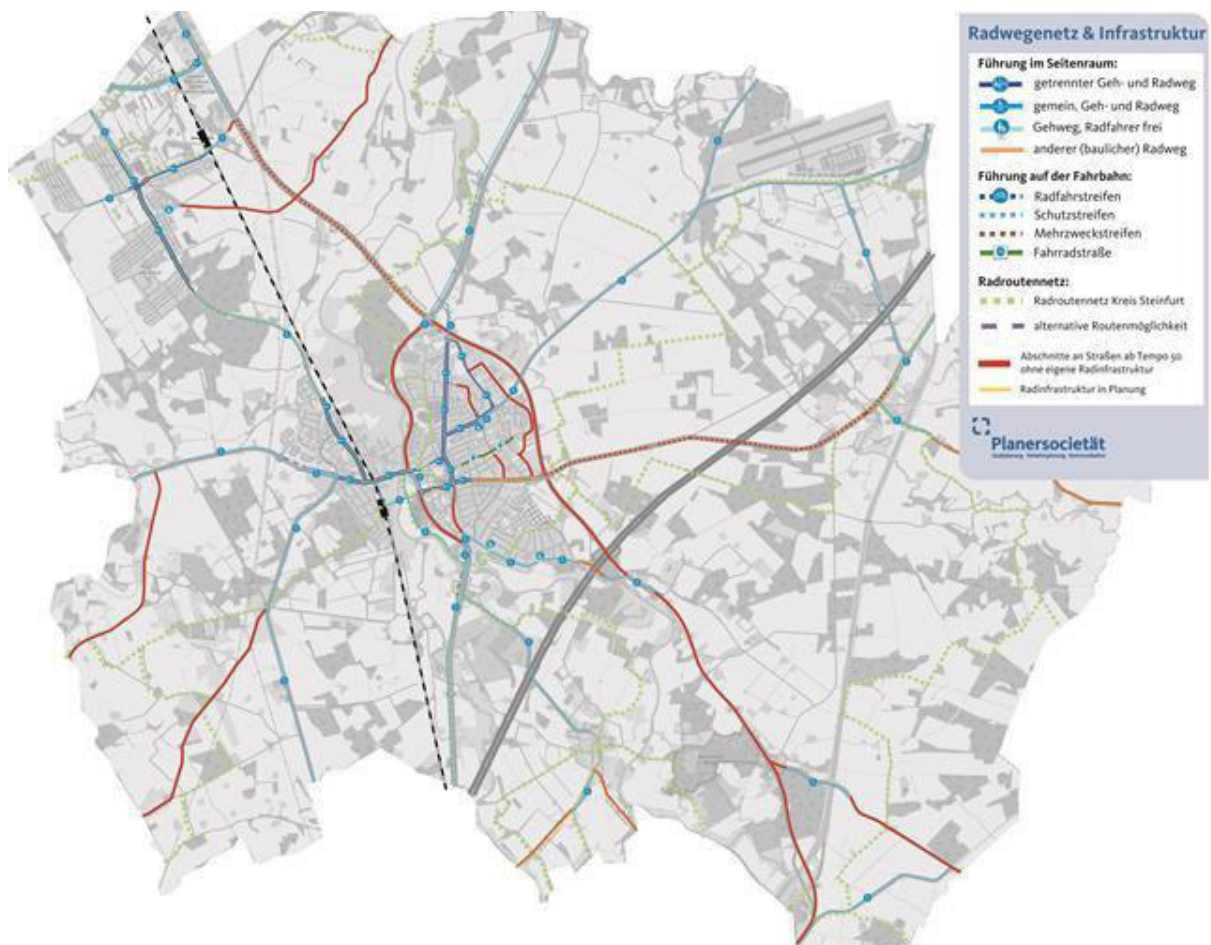 Radwegenetz & Infrastruktur
Führung im Seitenraum:
getrennter Geh- und Radweg
gemein. Geh- und Radweg
Gehweg, Radfahrer frei
anderer (baulicher) Radweg
Führung auf der Fahrbahn:
Radfahrstreifen
Schutzstreifen
Mehrzweckstreifen
Fahrradstraße
Radroutennetz:
Radroutennetz Kreis Steinfurt
alternative Routenmöglichkeit
Abschnitte an Straßen ab Tempo 50
ohne eigene Radinfrastruktur
Radinfrastruktur in Planung
Planersocietät